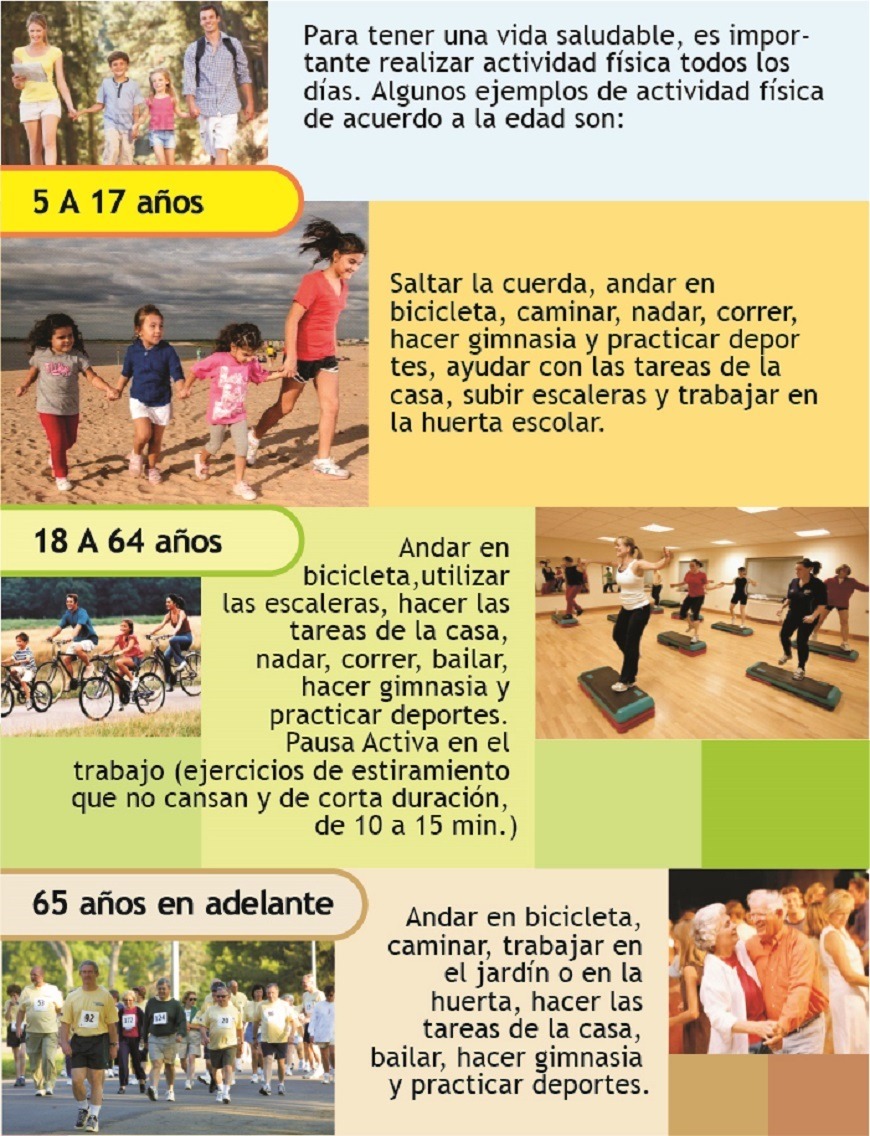 Para tener una vida saludable, es impor-
tante realizar actividad física todos los
días. Algunos ejemplos de actividad física
de acuerdo a la edad son:
5 A 17 años
Saltar la cuerda, andar en
bicicleta, caminar, nadar, correr,
hacer gimnasia y practicar depor
tes, ayudar con las tareas de la
casa, subir escaleras y trabajar en
la huerta escolar.
18 A 64 años
Andar en
bicicleta,utilizar
las escaleras, hacer las
tareas de la casa,
nadar, correr, bailar,
hacer gimnasia y
practicar deportes.
Pausa Activa en el
trabajo (ejercicios de estiramiento
que no cansan y de corta duración,
de 10 a 15 min.)
65 años en adelante
Andar en bicicleta,
caminar, trabajar en
el jardín o en la
huerta, hacer las
tareas de la casa,
bailar, hacer gimnasia
y practicar deportes.
92